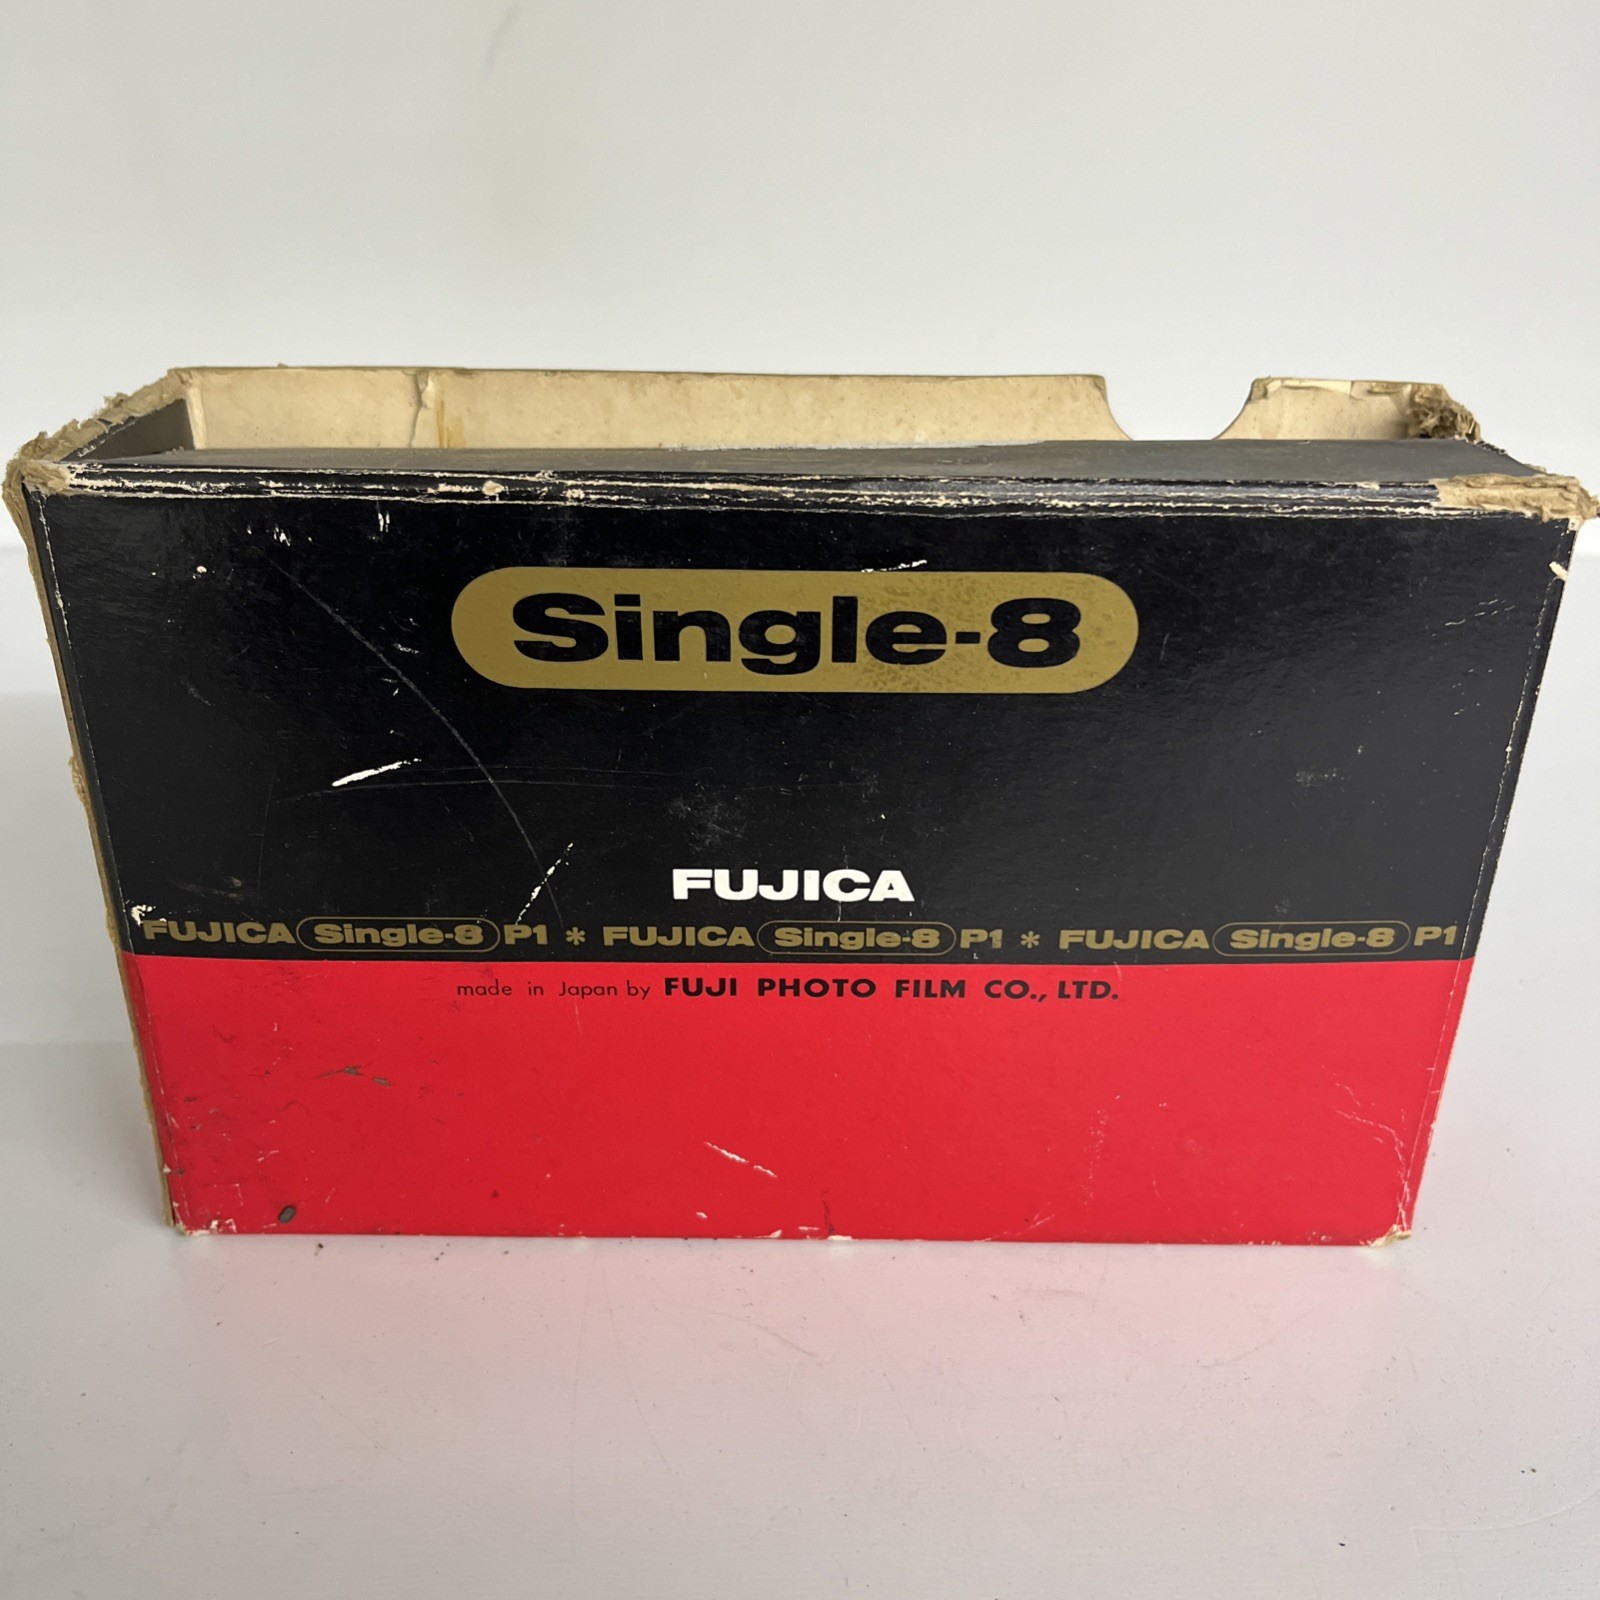 Single-8
FUJICA
FUJICA Single-8 P1 * FUJICA Single-8 P1 * FUJICA Single-8 P1
made in Japan by FUJI PHOTO FILM CO., LTD.